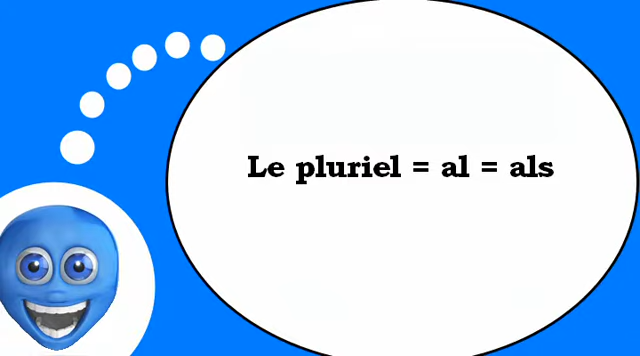 Le pluriel = al = als